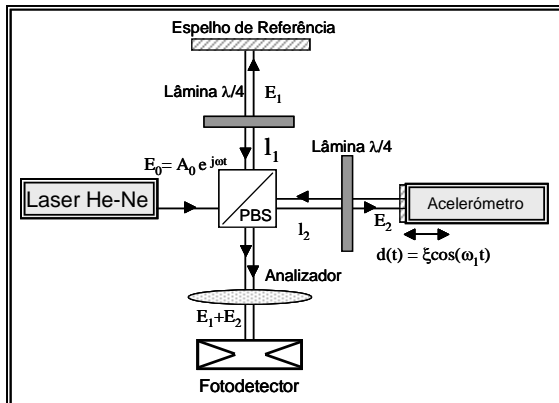 Espelho de Referência
Lâmina λ/4
E₁
l₁
Lâmina λ/4
E₀= A₀ e ʲωᵗ
Laser He-Ne
PBS
l₂
E₂
Acelerómetro
d(t) = ξcos(ω₁t)
Analizador
E₁+E₂
Fotodetector